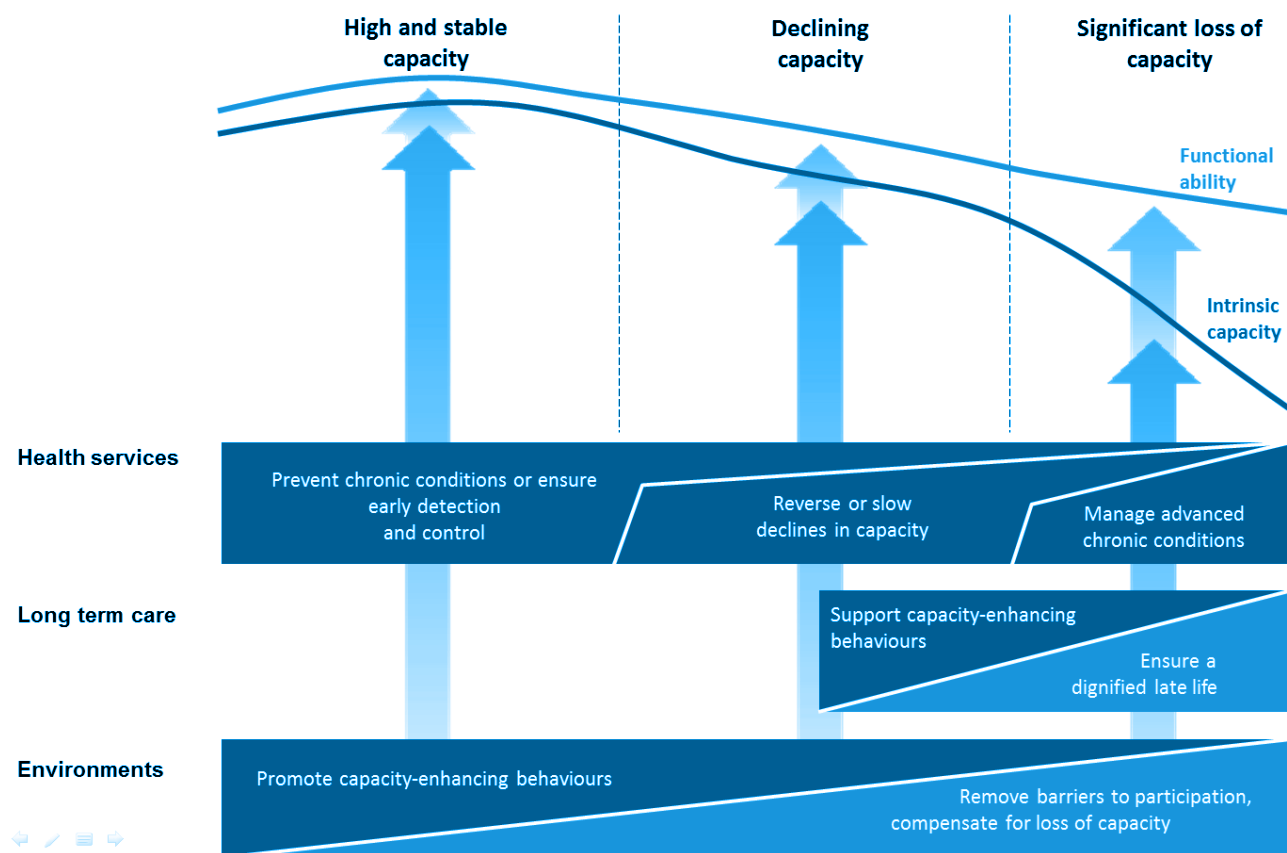 High and stable
capacity
Declining
capacity
Significant loss of
capacity
Functional
ability
Intrinsic
capacity
Health services
Prevent chronic conditions or ensure
early detection
and control
Reverse or slow
declines in capacity
Manage advanced
chronic conditions
Long term care
Support capacity-enhancing
behaviours
Ensure a
dignified late life
Environments
Promote capacity-enhancing behaviours
Remove barriers to participation,
compensate for loss of capacity